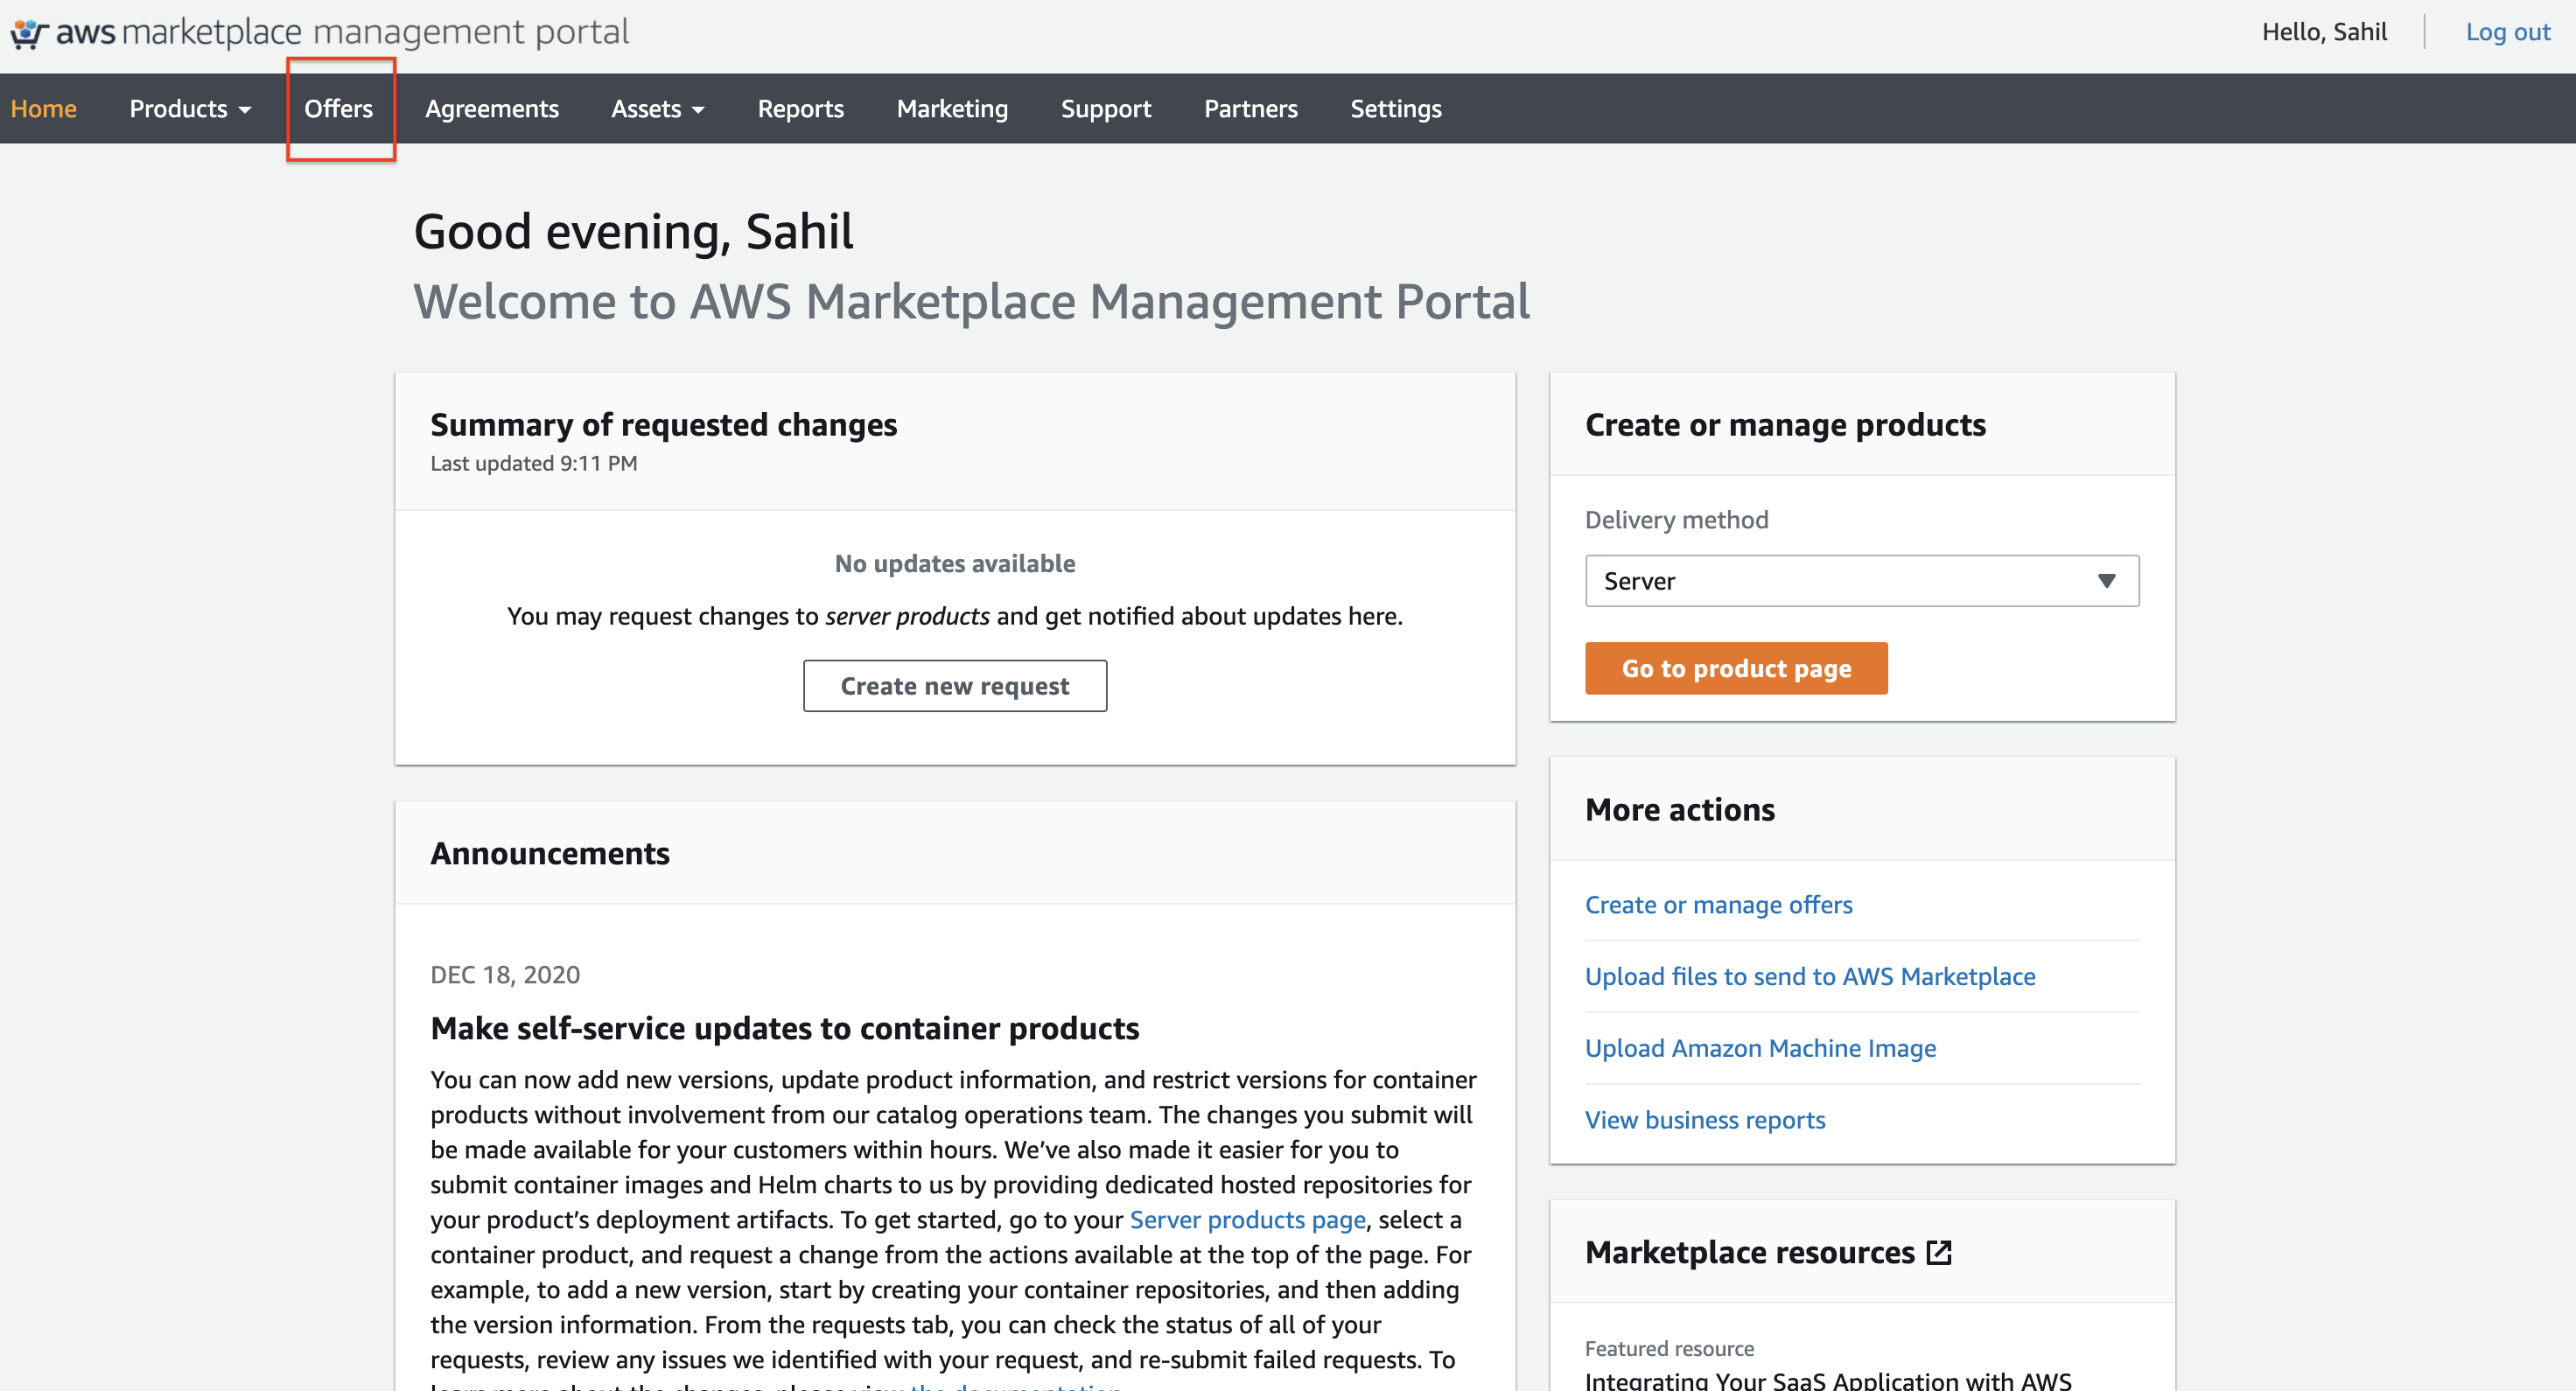 aws marketplace management portal
Hello, Sahil
Log out
Home Products Offers Agreements Assets Reports Marketing Support Partners Settings
Good evening, Sahil
Welcome to AWS Marketplace Management Portal
Summary of requested changes
Last updated 9:11 PM
No updates available
You may request changes to server products and get notified about updates here.
Create new request
Announcements
DEC 18, 2020
Make self-service updates to container products
You can now add new versions, update product information, and restrict versions for container
products without involvement from our catalog operations team. The changes you submit will
be made available for your customers within hours. We’ve also made it easier for you to
submit container images and Helm charts to us by providing dedicated hosted repositories for
your product’s deployment artifacts. To get started, go to your Server products page, select a
container product, and request a change from the actions available at the top of the page. For
example, to add a new version, start by creating your container repositories, and then adding
the version information. From the requests tab, you can check the status of all of your
requests, review any issues we identified with your request, and re-submit failed requests. To
learn more about the changes, please view the documentation
Create or manage products
Delivery method
Server
Go to product page
More actions
Create or manage offers
Upload files to send to AWS Marketplace
Upload Amazon Machine Image
View business reports
Marketplace resources
Featured resource
Integrating Your SaaS Application with AWS